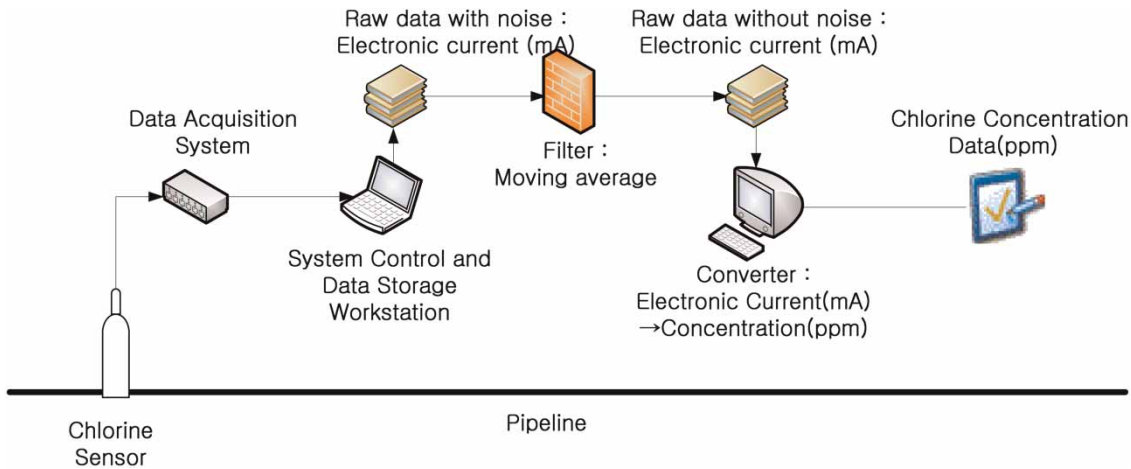 Raw data with noise :
Electronic current (mA)
Raw data without noise :
Electronic current (mA)
Data Acquisition
System
Filter :
Moving average
Chlorine Concentration
Data(ppm)
System Control and
Data Storage
Workstation
Converter :
Electronic Current(mA)
→Concentration(ppm)
Chlorine
Sensor
Pipeline